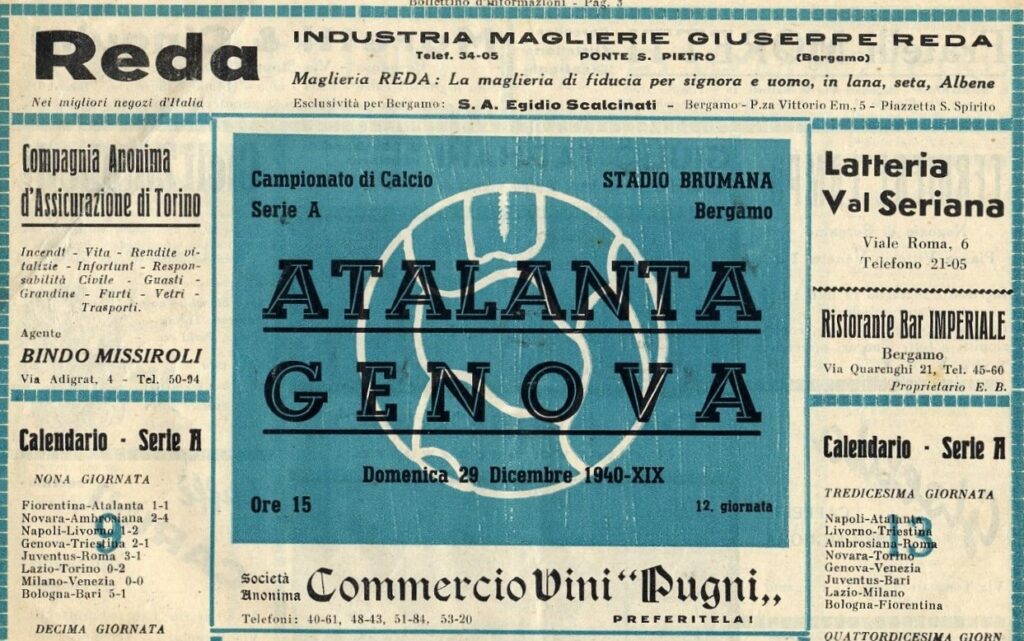 Bollettino d'informazioni - Pag. 3
Reda
Nei migliori negozi d'Italia
INDUSTRIA MAGLIERIE GIUSEPPE REDA
Telef. 34-05 PONTE S. PIETRO (Bergamo)
Maglieria REDA: La maglieria di fiducia per signora e uomo, in lana, seta, Albene
Esclusività per Bergamo: S. A. Egidio Scalcinati - Bergamo - P.za Vittorio Em., 5 - Piazzetta S. Spirito
Compagnia Anonima
d'Assicurazione di Torino
Incendi - Vita - Rendite vi-
talizie - Infortuni - Respon-
sabilità Civile - Guasti -
Grandine - Furti - Vetri -
Trasporti.
Agente
BINDO MISSIROLI
Via Adigrat, 4 - Tel. 50-94
Calendario - Serie A
NONA GIORNATA
9
Fiorentina-Atalanta 1-1
Novara-Ambrosiana 2-4
Napoli-Livorno 1-2
Genova-Triestina 2-1
Juventus-Roma 3-1
Lazio-Torino 0-2
Milano-Venezia 0-0
Bologna-Bari 5-1
DECIMA GIORNATA
Campionato di Calcio
Serie A
STADIO BRUMANA
Bergamo
ATALANTA
GENOVA
Domenica 29 Dicembre 1940-XIX
Ore 15
12. giornata
Società
Anonima
Commercio Vini "Pugni„
Telefoni: 40-61, 48-43, 51-84, 53-20 PREFERITELA!
Latteria
Val Seriana
Viale Roma, 6
Telefono 21-05
Ristorante Bar IMPERIALE
Bergamo
Via Quarenghi 21, Tel. 45-60
Proprietario E. B.
Calendario - Serie A
TREDICESIMA GIORNATA
13
Napoli-Atalanta
Livorno-Triestina
Ambrosiana-Roma
Novara-Torino
Genova-Venezia
Juventus-Bari
Lazio-Milano
Bologna-Fiorentina
QUATTORDICESIMA GIORN